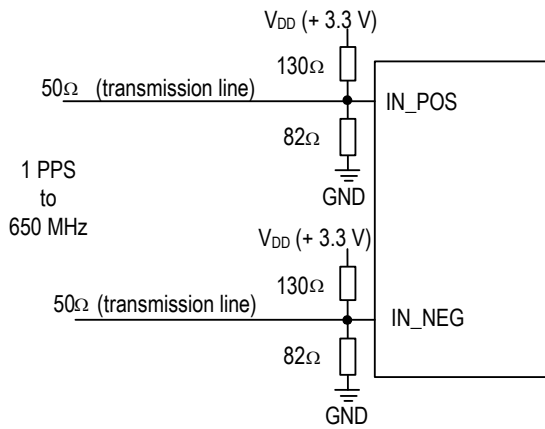 VDD (+ 3.3 V)
130Ω
50Ω (transmission line)
IN_POS
82Ω
1 PPS
to
650 MHz
GND
VDD (+ 3.3 V)
130Ω
50Ω (transmission line)
IN_NEG
82Ω
GND